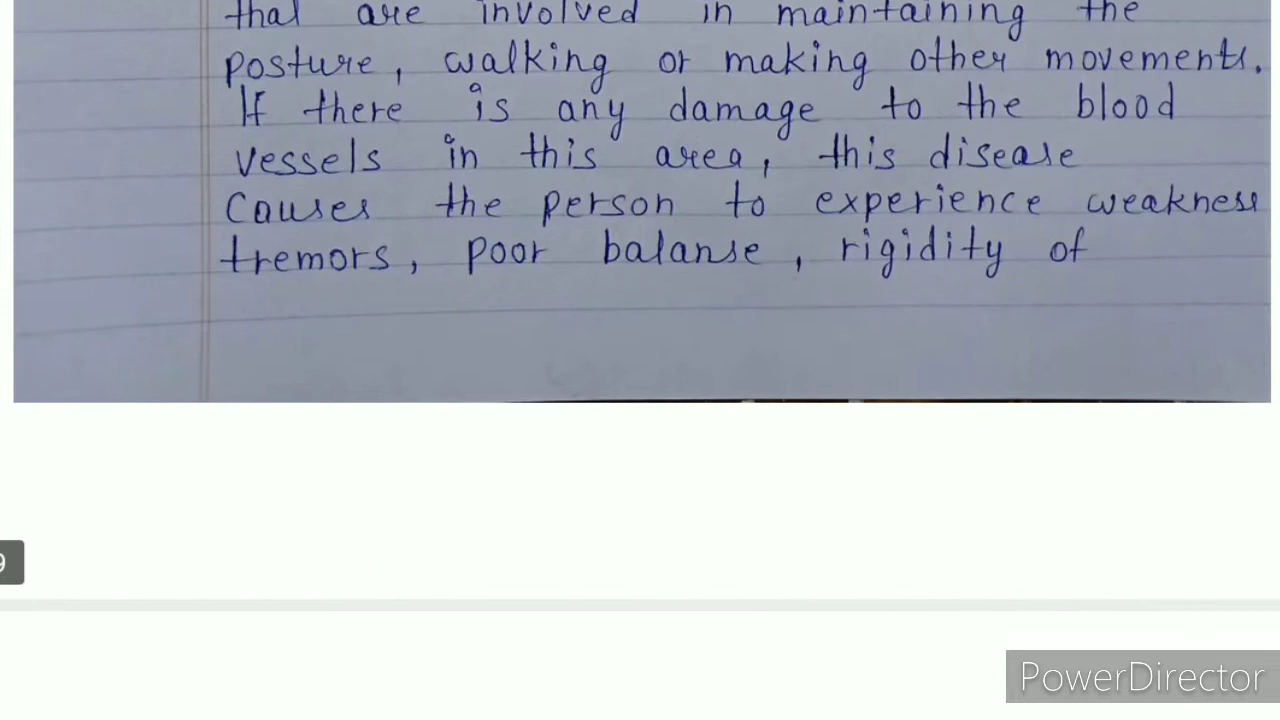 that are involved in maintaining the
posture, walking or making other movements.
If there is any damage to the blood
vessels in this area, this disease
causes the person to experience weakness
tremors, poor balanse, rigidity of
9
PowerDirector